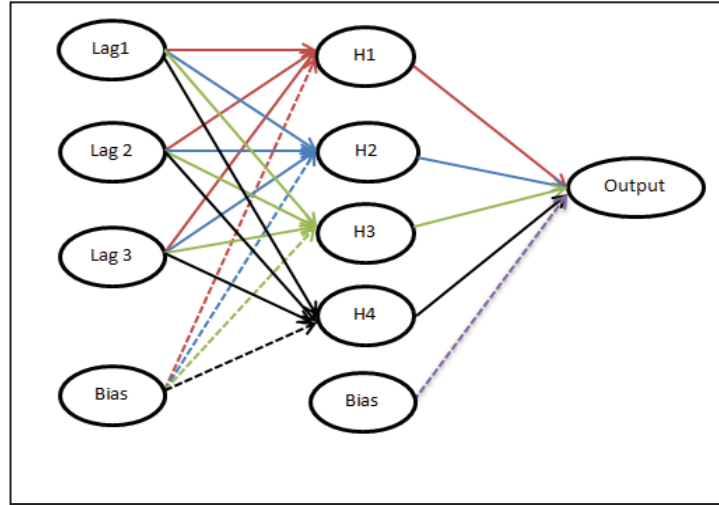 Lag1
Lag 2
Lag 3
Bias
H1
H2
H3
H4
Bias
Output